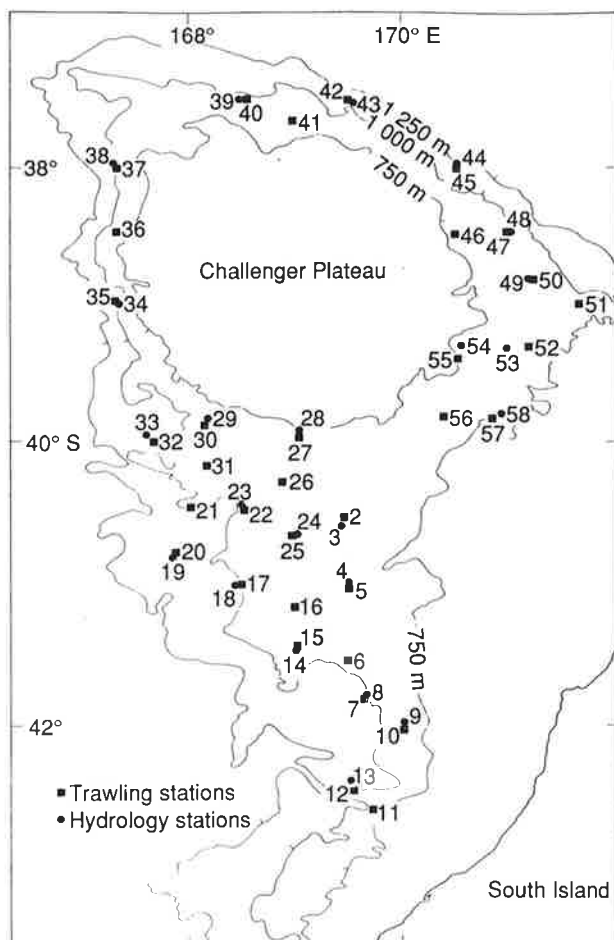 168° 170° E
42
39 43 1 250 m
40 1 000 m
41
750 m 44
38° 38 37 45
36 46 48
47
Challenger Plateau
49 50
35 34 51
54 53 52
55
33 29 28 56 58
40° S 32 30 27 57
31 26
23
21 22 24 2
25 3
20
19 4
18 17 5
16
15
14 6
750 m
8
7 9
42° 10
13
Trawling stations 12
Hydrology stations 11
South Island